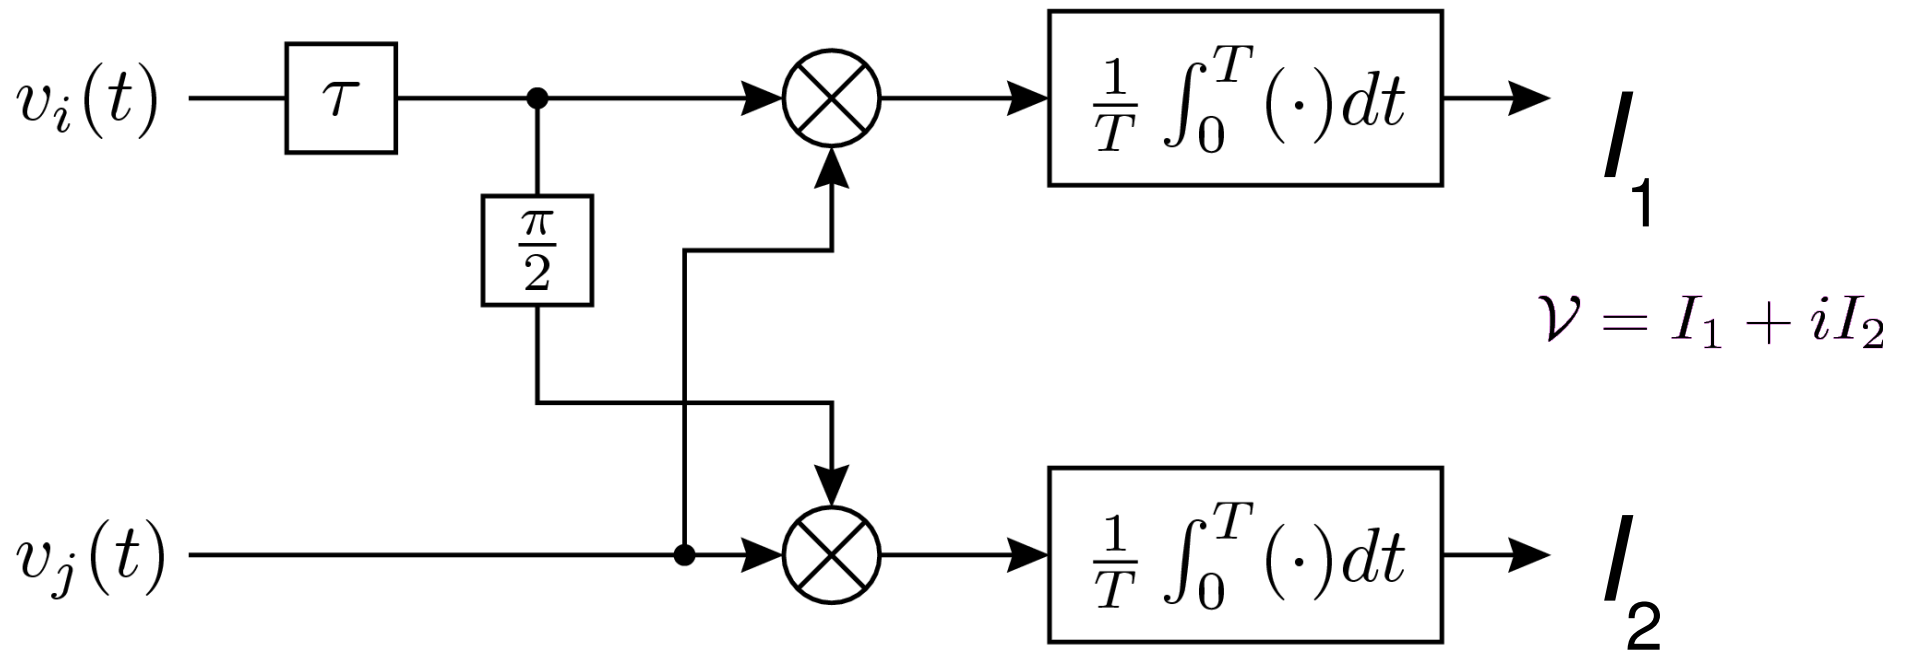 v_i(t)
τ
1/T ∫_0^T (·)dt
I_1
π/2
𝒱 = I_1 + iI_2
v_j(t)
1/T ∫_0^T (·)dt
I_2